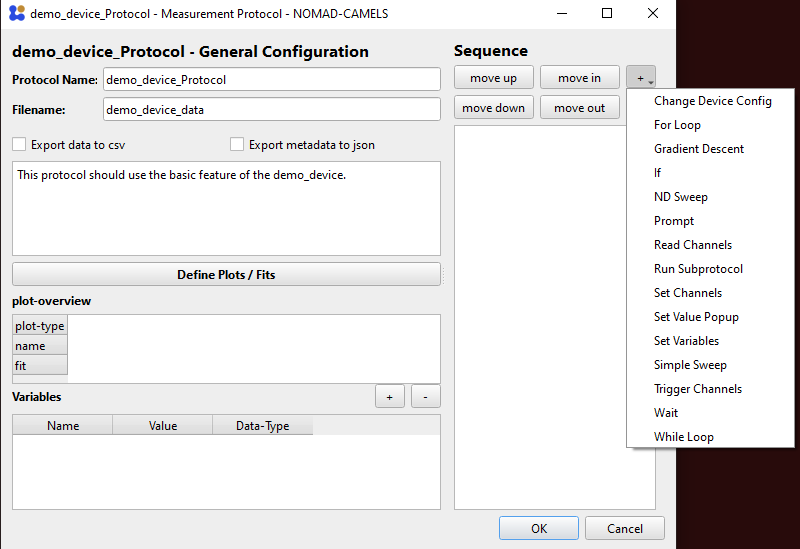 demo_device_Protocol - Measurement Protocol - NOMAD-CAMELS
demo_device_Protocol - General Configuration
Protocol Name: demo_device_Protocol
Filename: demo_device_data
Export data to csv
Export metadata to json
This protocol should use the basic feature of the demo_device.
Define Plots / Fits
plot-overview
plot-type
name
fit
Variables + -
Name Value Data-Type
Sequence
move up move in +
move down move out
Change Device Config
For Loop
Gradient Descent
If
ND Sweep
Prompt
Read Channels
Run Subprotocol
Set Channels
Set Value Popup
Set Variables
Simple Sweep
Trigger Channels
Wait
While Loop
OK Cancel